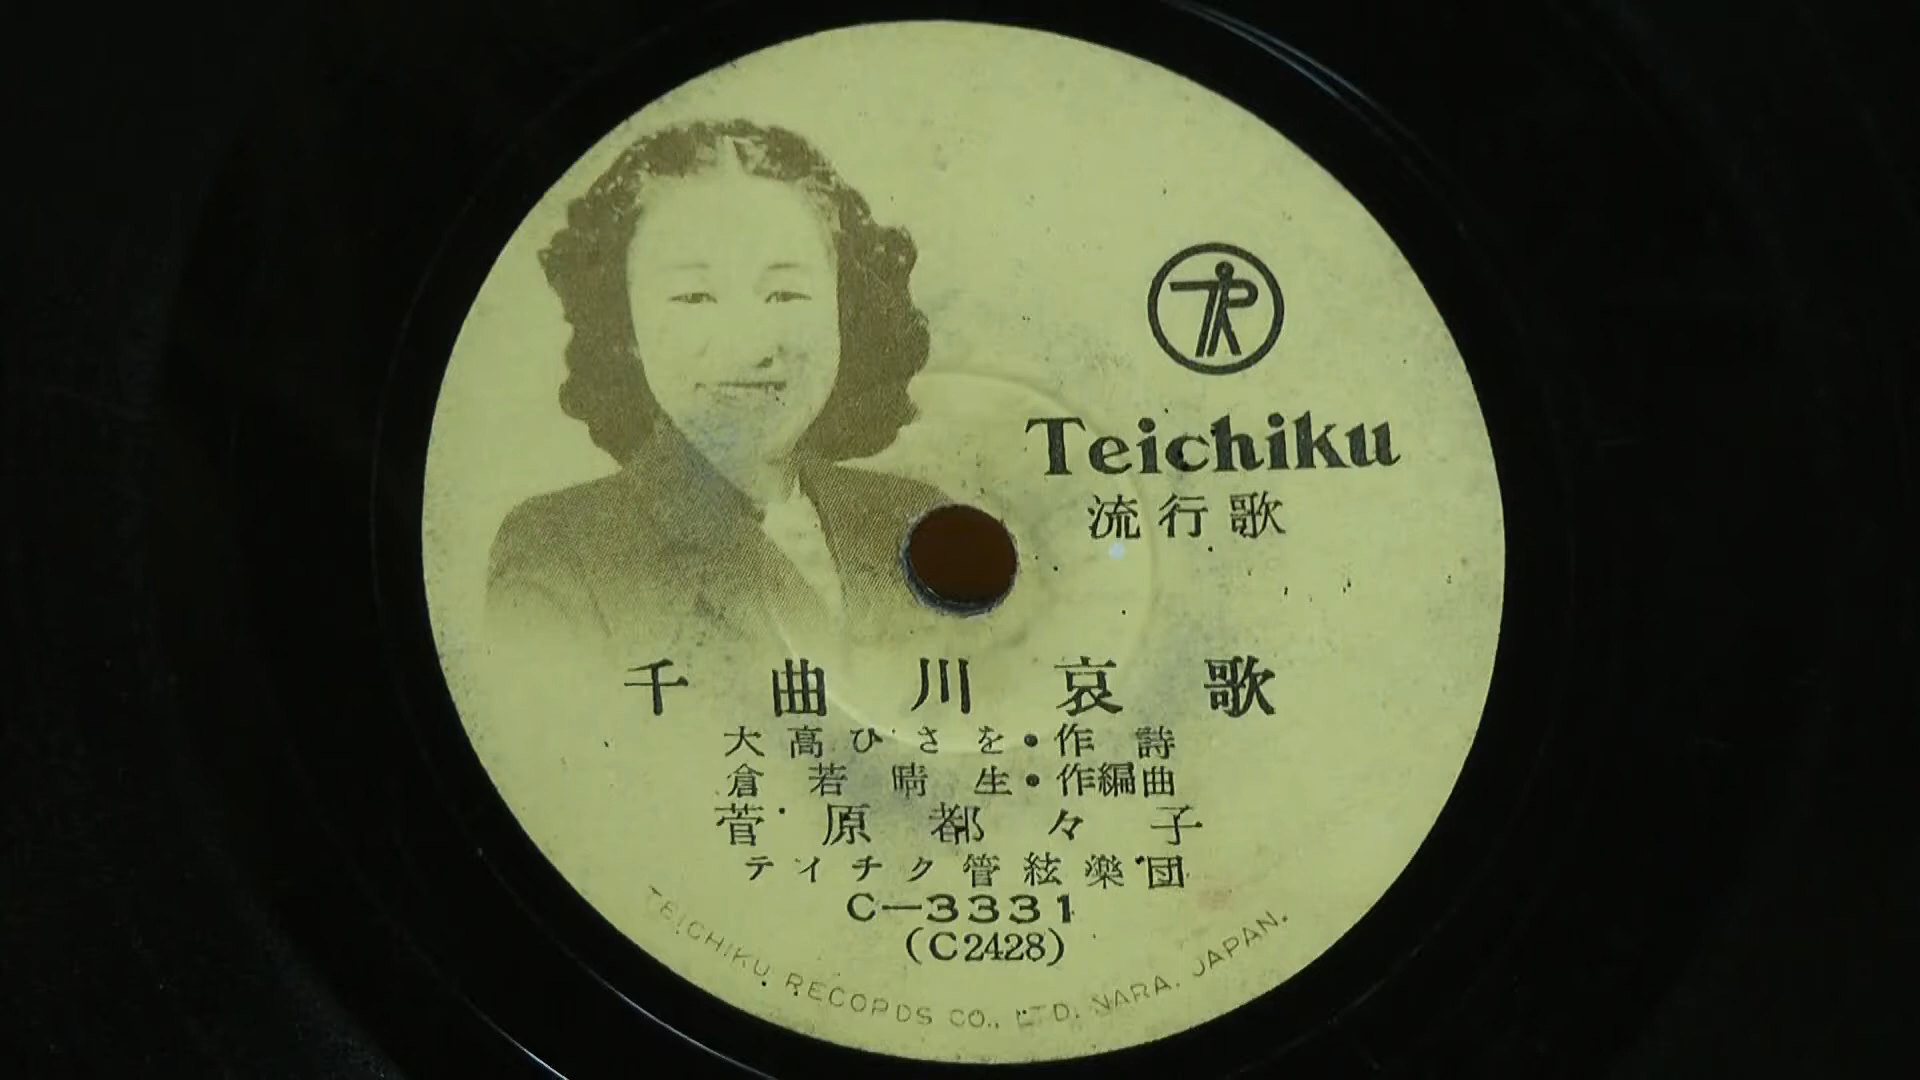 Teichiku
流行歌
千曲川哀歌
大髙ひさを・作詩
倉若晴生・作編曲
菅原都々子
テイチク管絃樂団
C-3331
(C2428)
TEICHIKU RECORDS CO., LTD. NARA. JAPAN.